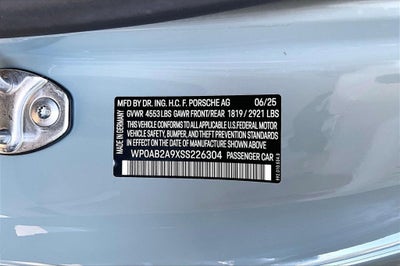 MFD BY DR. ING. H.C. F. PORSCHE AG 06/25
MADE IN GERMANY
GVWR 4553 LBS GAWR FRONT/REAR 1819 / 2921 LBS
THIS VEHICLE CONFORMS TO ALL APPLICABLE U.S. FEDERAL MOTOR
VEHICLE SAFETY, BUMPER, AND THEFT PREVENTION STANDARDS
IN EFFECT ON THE DATE OF MANUFACTURE SHOWN ABOVE.
WP0AB2A9XSS226304 PASSENGER CAR